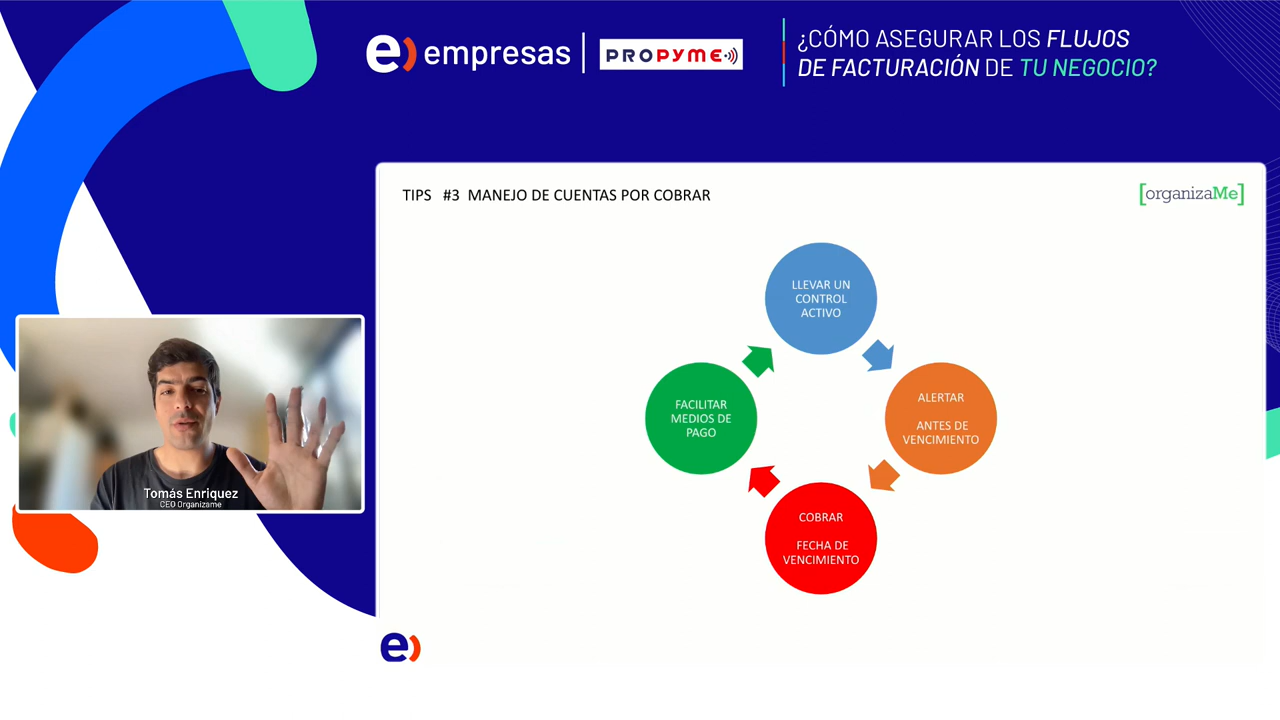 e) empresas
PROPYME
¿CÓMO ASEGURAR LOS FLUJOS
DE FACTURACIÓN DE TU NEGOCIO?
TIPS #3 MANEJO DE CUENTAS POR COBRAR
[organizaMe]
LLEVAR UN
CONTROL
ACTIVO
FACILITAR
MEDIOS DE
PAGO
ALERTAR
ANTES DE
VENCIMIENTO
COBRAR
FECHA DE
VENCIMIENTO
Tomás Enriquez
CEO Organizame
e)